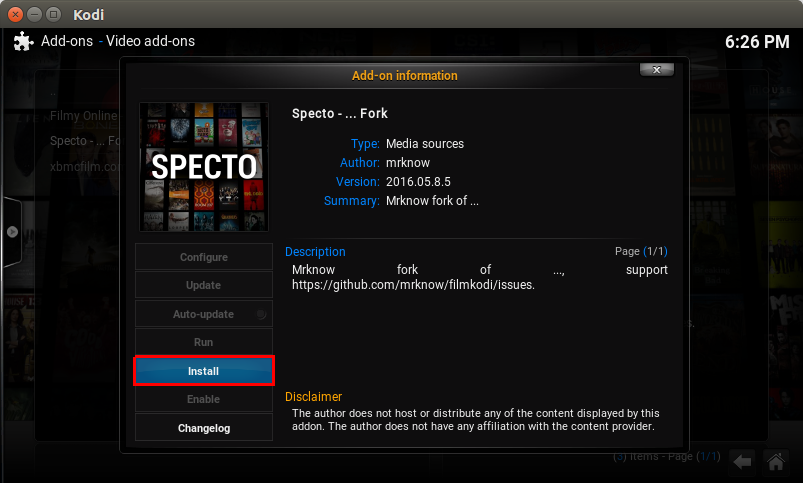 Kodi
Add-ons - Video add-ons
6:26 PM
Add-on information
..
Filmy Online
Specto - ... Fo
xbmcfilm.co
SPECTO
Specto - ... Fork
Type: Media sources
Author: mrknow
Version: 2016.05.8.5
Summary: Mrknow fork of ...
Configure
Update
Auto-update
Run
Install
Enable
Changelog
Description
Page (1/1)
Mrknow fork of ..., support
https://github.com/mrknow/filmkodi/issues.
Disclaimer
The author does not host or distribute any of the content displayed by this
addon. The author does not have any affiliation with the content provider.
(3) Items - Page (1/1)